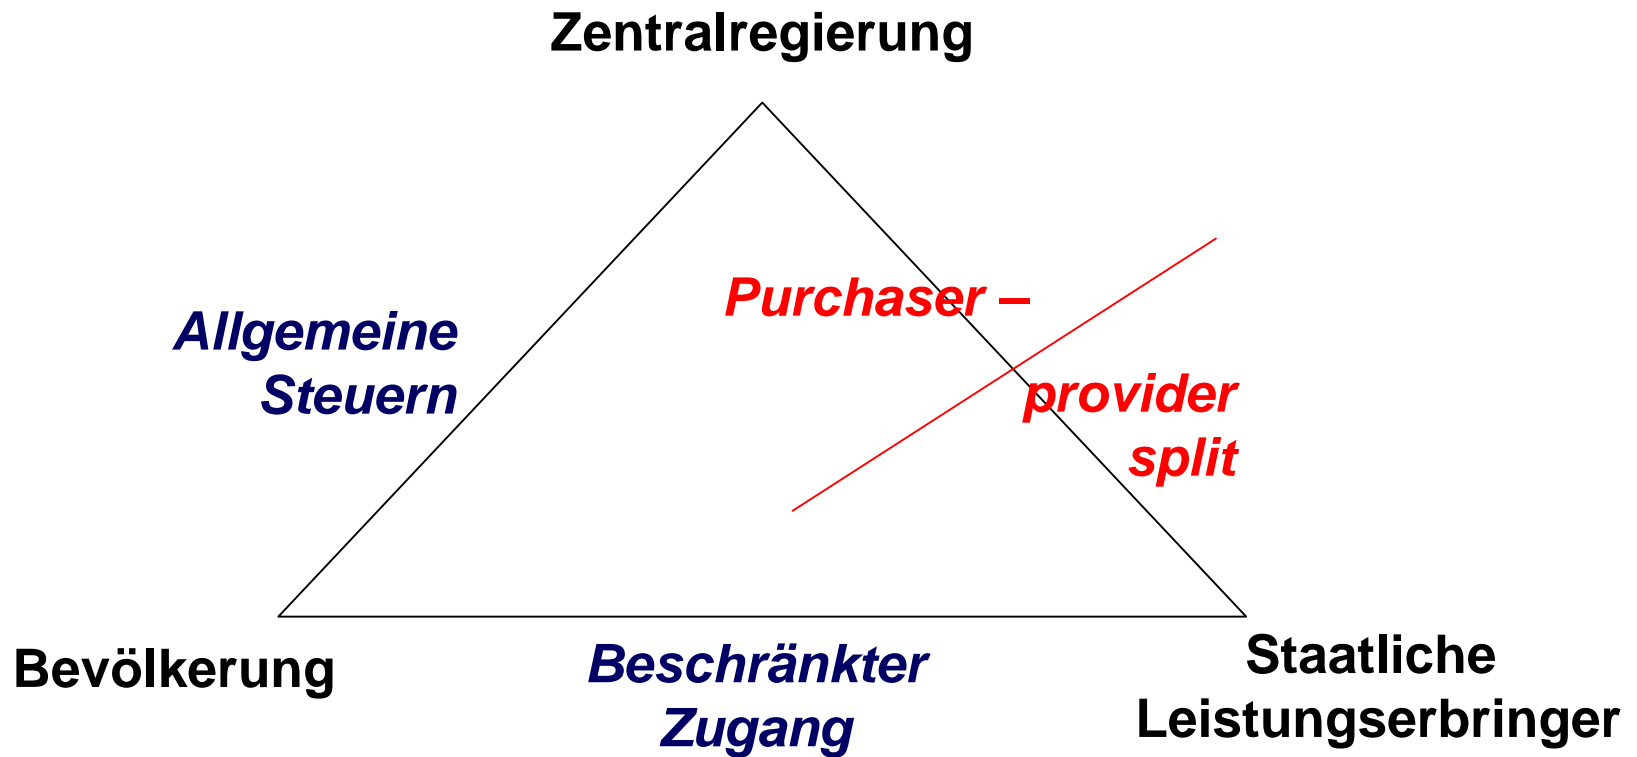 Zentralregierung
Purchaser –
Allgemeine
Steuern
provider
split
Bevölkerung
Beschränkter
Zugang
Staatliche
Leistungserbringer